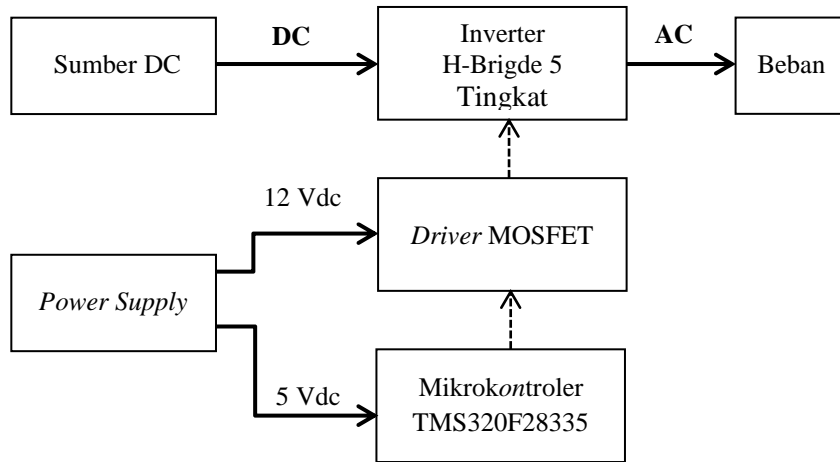 Sumber DC
DC
Inverter
H-Brigde 5
Tingkat
AC
Beban
12 Vdc
Driver MOSFET
Power Supply
5 Vdc
Mikrokontroler
TMS320F28335